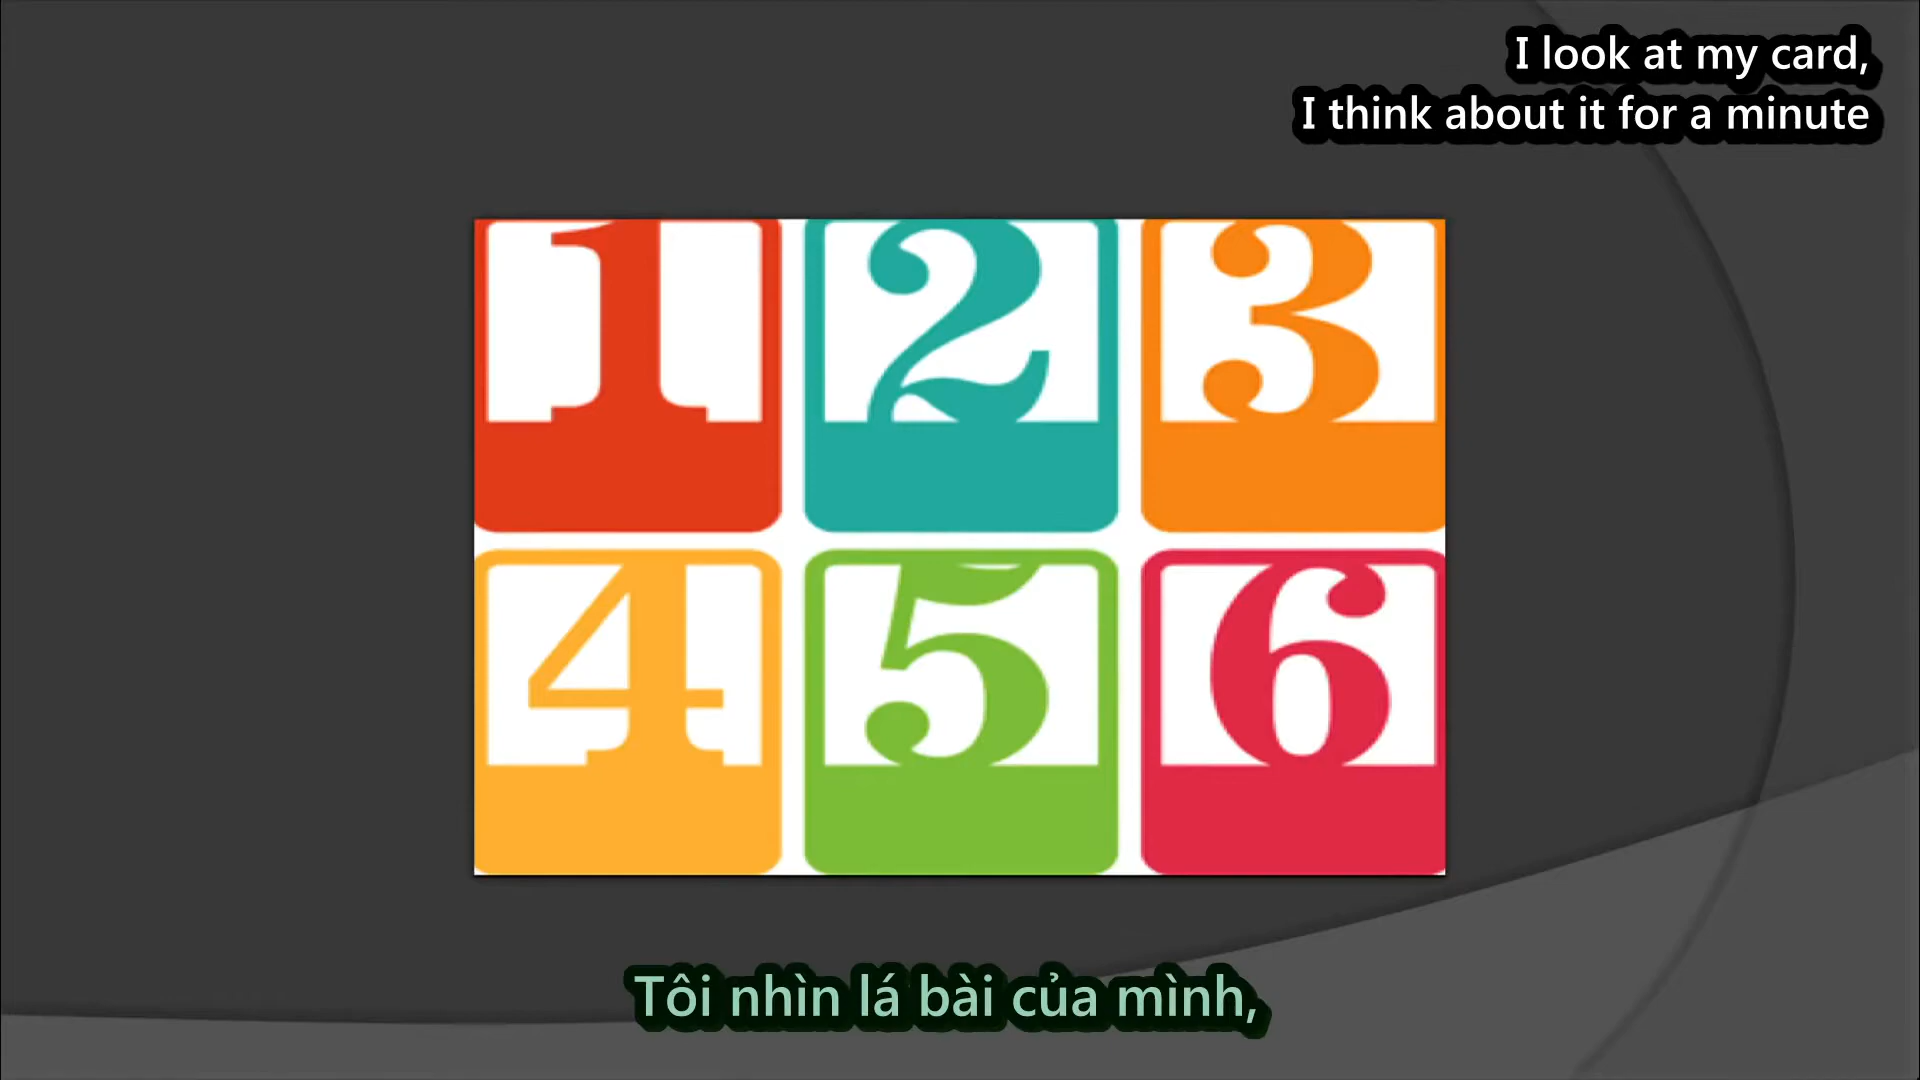 I look at my card,
I think about it for a minute
1 2 3
4 5 6
Tôi nhìn lá bài của mình,